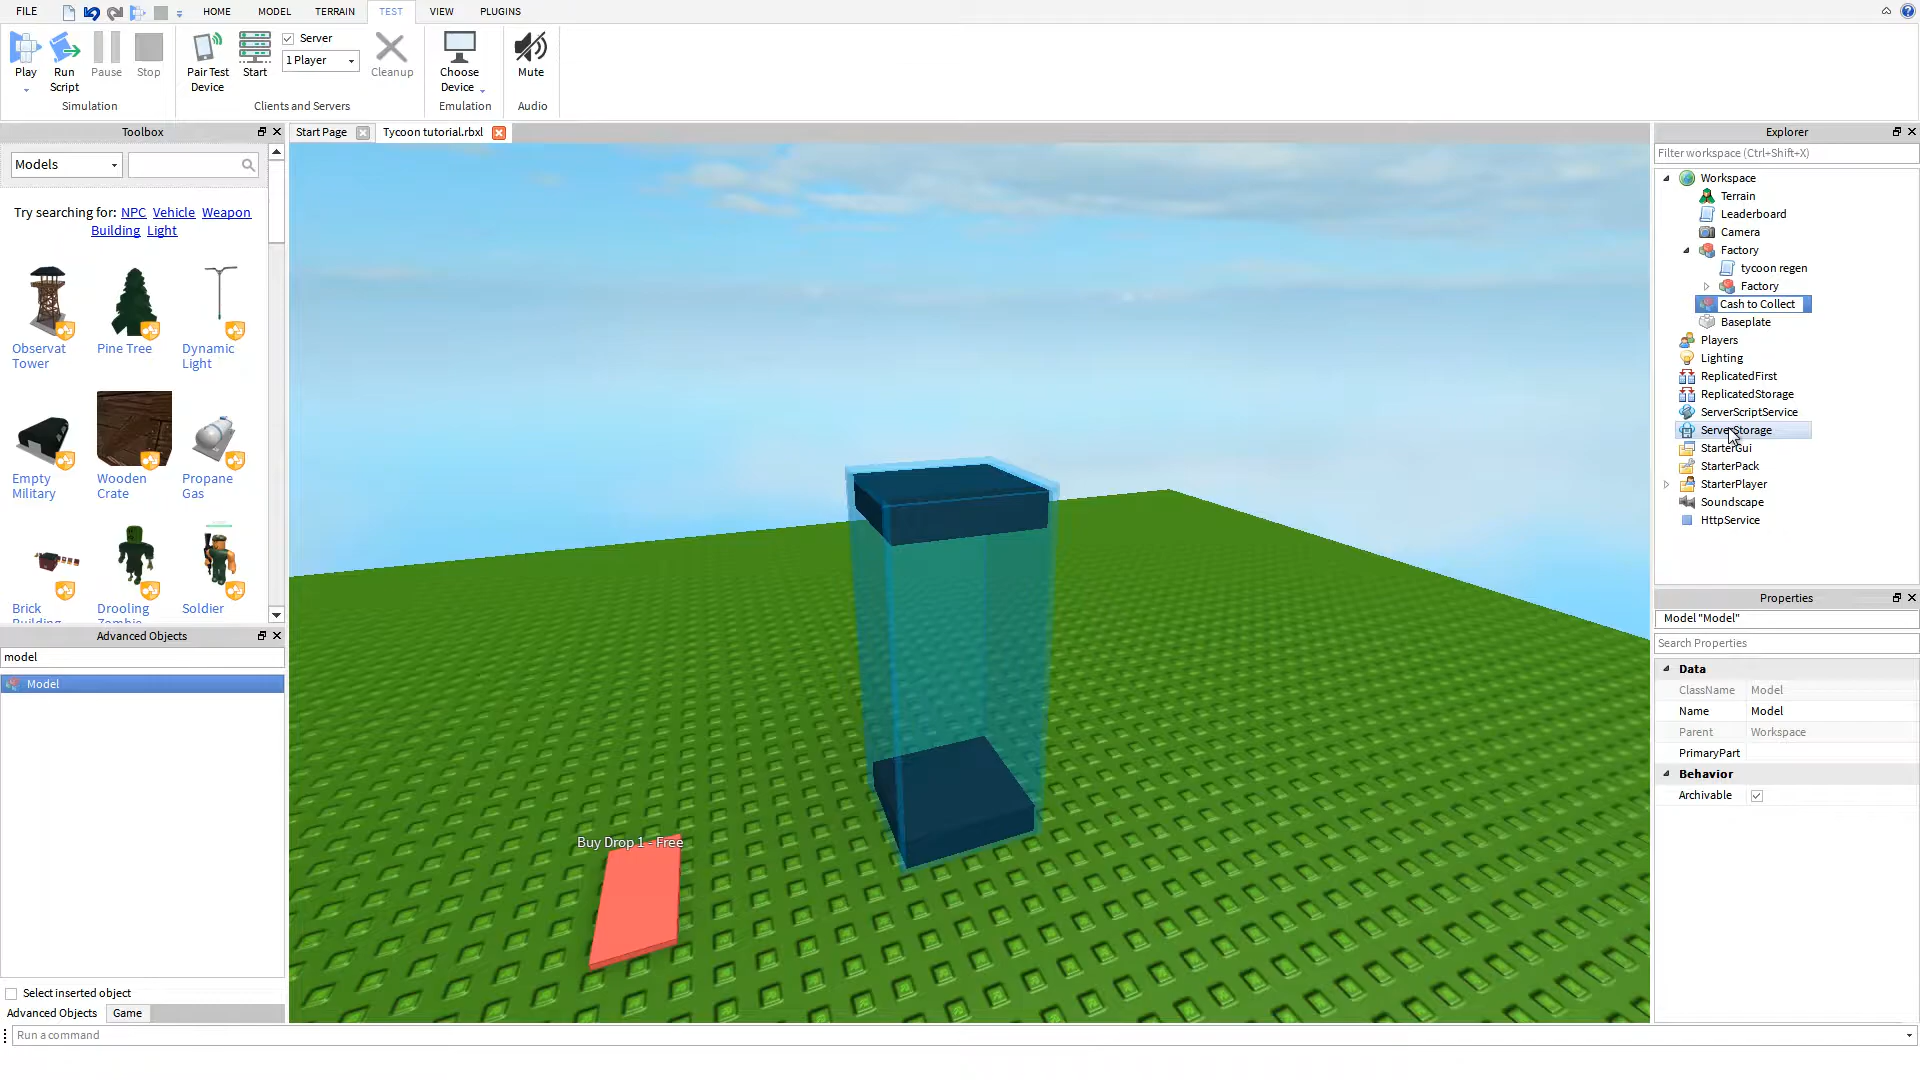 FILE
HOME
MODEL
TERRAIN
TEST
VIEW
PLUGINS
Play
Run
Script
Pause
Stop
Simulation
Pair Test
Device
Start
Server
1 Player
Cleanup
Clients and Servers
Choose
Device
Emulation
Mute
Audio
Toolbox
Models
Try searching for: NPC Vehicle Weapon
Building Light
Observat
Tower
Pine Tree
Dynamic
Light
Empty
Military
Wooden
Crate
Propane
Gas
Brick
Building
Drooling
Zombie
Soldier
Advanced Objects
model
Model
Select inserted object
Advanced Objects
Game
Run a command
Start Page
Tycoon tutorial.rbxl
Buy Drop 1 - Free
Explorer
Filter workspace (Ctrl+Shift+X)
Workspace
Terrain
Leaderboard
Camera
Factory
tycoon regen
Factory
Cash to Collect
Baseplate
Players
Lighting
ReplicatedFirst
ReplicatedStorage
ServerScriptService
ServerStorage
StarterGui
StarterPack
StarterPlayer
Soundscape
HttpService
Properties
Model "Model"
Search Properties
Data
ClassName Model
Name Model
Parent Workspace
PrimaryPart
Behavior
Archivable